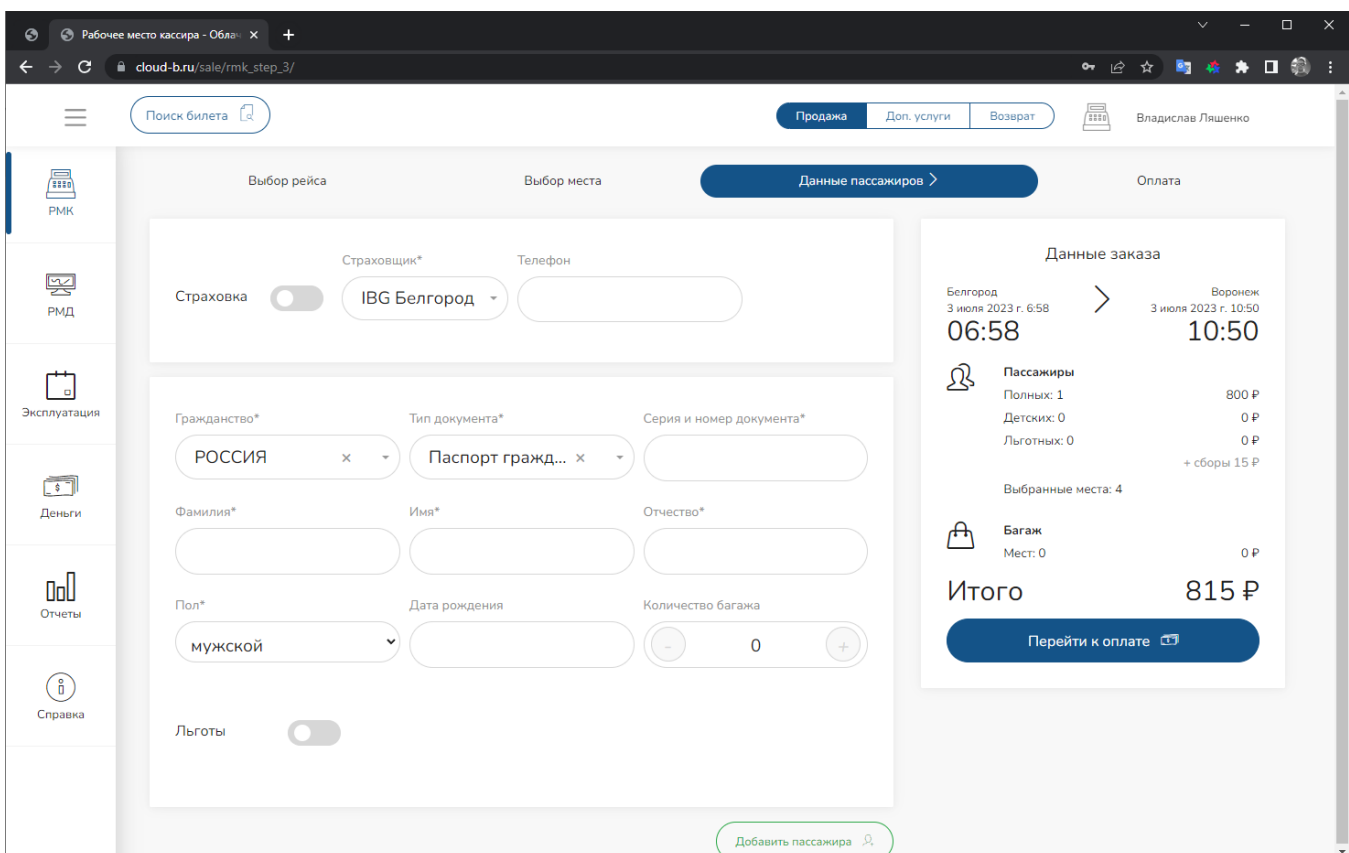 Рабочее место кассира - Облач
cloud-b.ru/sale/rmk_step_3/
Поиск билета
Продажа
Доп. услуги
Возврат
Владислав Ляшенко
РМК
РМД
Эксплуатация
Деньги
Отчеты
Справка
Выбор рейса
Выбор места
Данные пассажиров
Оплата
Страховка
Страховщик*
IBG Белгород
Телефон
Гражданство*
Тип документа*
Серия и номер документа*
РОССИЯ ×
Паспорт гражд... ×
Фамилия*
Имя*
Отчество*
Пол*
Дата рождения
Количество багажа
мужской
- 0 +
Льготы
Добавить пассажира
Данные заказа
Белгород
3 июля 2023 г. 6:58
06:58
Воронеж
3 июля 2023 г. 10:50
10:50
Пассажиры
Полных: 1 800 ₽
Детских: 0 0 ₽
Льготных: 0 0 ₽
+ сборы 15 ₽
Выбранные места: 4
Багаж
Мест: 0 0 ₽
Итого 815 ₽
Перейти к оплате